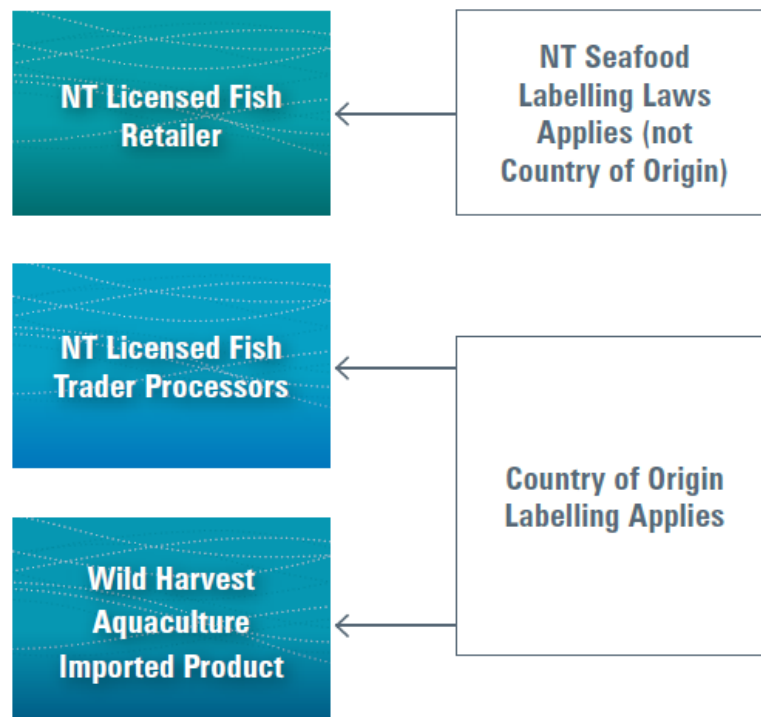 NT Licensed Fish
Retailer
NT Seafood
Labelling Laws
Applies (not
Country of Origin)
NT Licensed Fish
Trader Processors
Country of Origin
Labelling Applies
Wild Harvest
Aquaculture
Imported Product